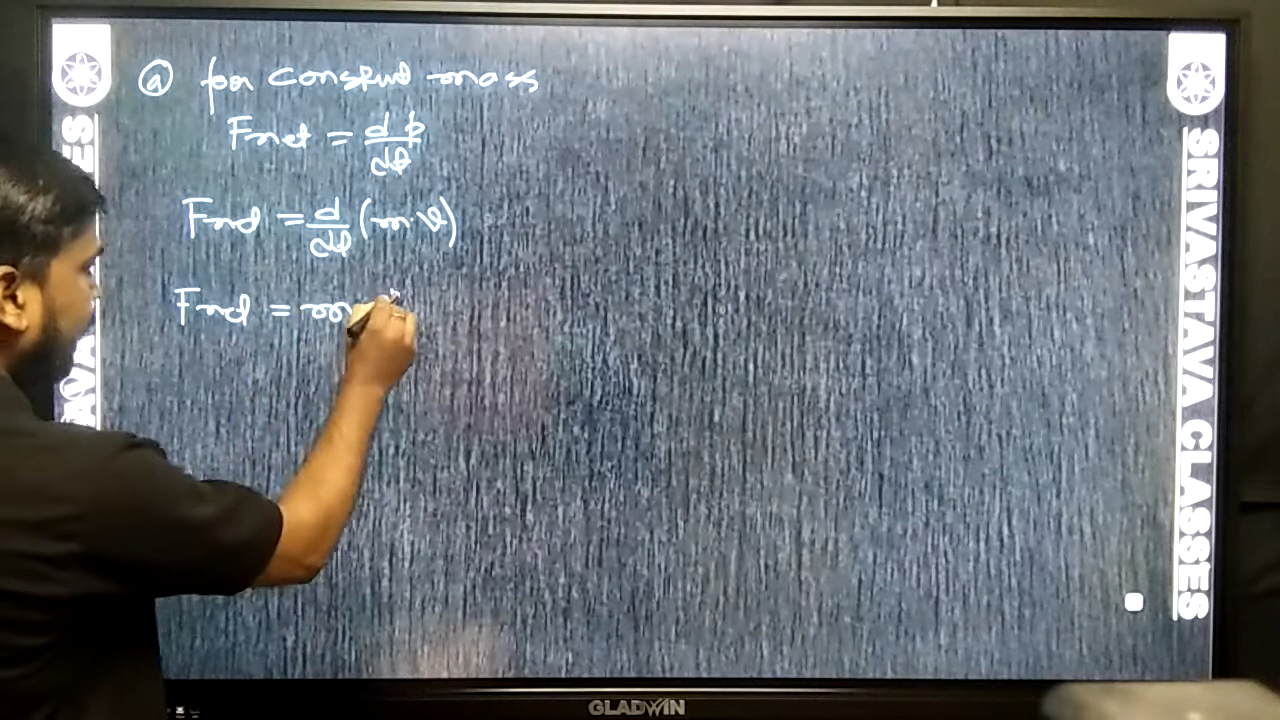 ⓐ for constant mass
Fnet = dp/dt
Fnet = d/dt (m·v)
Fnet = m
SRIVASTAVA CLASSES
GLADWIN